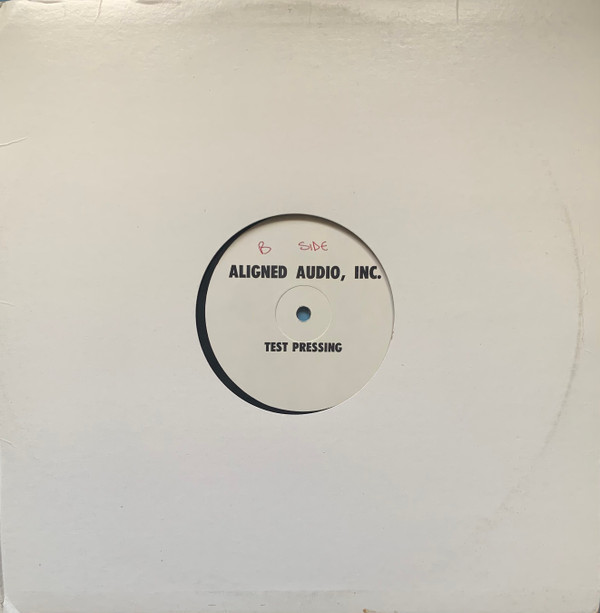 B SIDE
ALIGNED AUDIO, INC.
TEST PRESSING